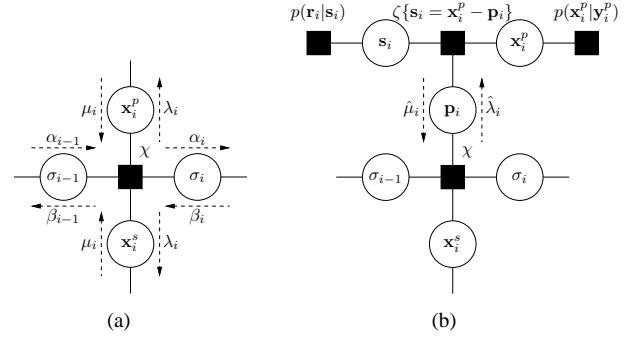 p(r_i|s_i) ζ{s_i = x_i^p − p_i} p(x_i^p|y_i^p)
s_i x_i^p
μ_i x_i^p λ_i
μ̂_i p_i λ̂_i
α_{i−1} χ α_i
χ
σ_{i−1} σ_i
σ_{i−1} σ_i
β_{i−1} β_i
μ_i x_i^s λ_i
x_i^s
(a) (b)